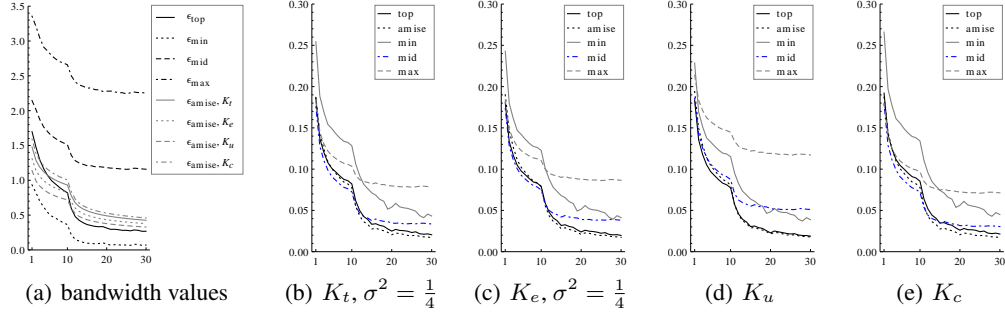 3.5
3.0
2.5
2.0
1.5
1.0
0.5
0.0
1 10 20 30
ϵtop
ϵmin
ϵmid
ϵmax
ϵamise, Kt
ϵamise, Ke
ϵamise, Ku
ϵamise, Kc
(a) bandwidth values
0.30
0.25
0.20
0.15
0.10
0.05
0.00
1 10 20 30
top
amise
min
mid
max
(b) Kt, σ² = 1/4
0.30
0.25
0.20
0.15
0.10
0.05
0.00
1 10 20 30
top
amise
min
mid
max
(c) Ke, σ² = 1/4
0.30
0.25
0.20
0.15
0.10
0.05
0.00
1 10 20 30
top
amise
min
mid
max
(d) Ku
0.30
0.25
0.20
0.15
0.10
0.05
0.00
1 10 20 30
top
amise
min
mid
max
(e) Kc